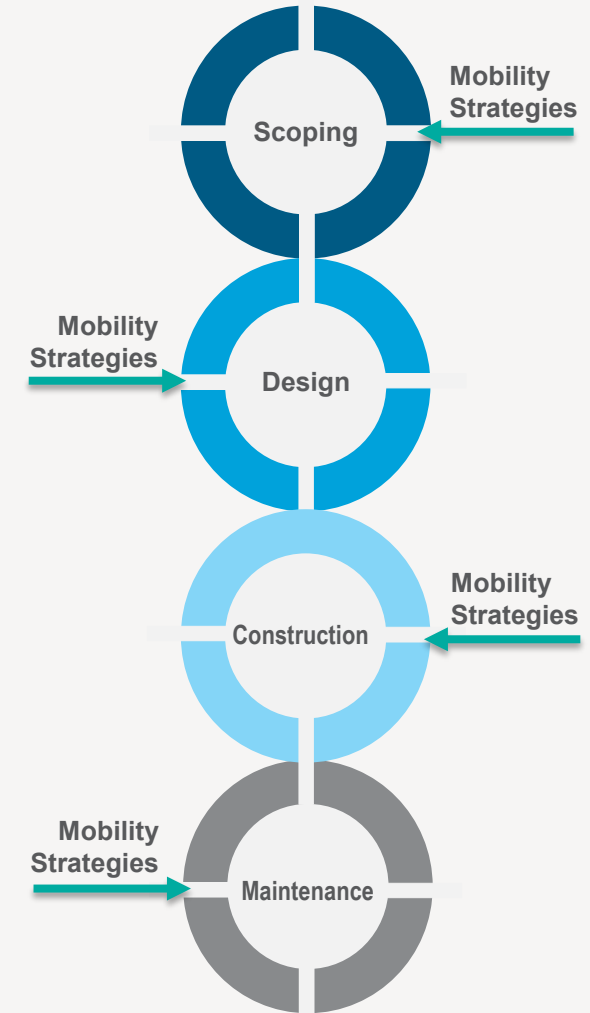 Mobility
Strategies
Scoping
Mobility
Strategies
Design
Mobility
Strategies
Construction
Mobility
Strategies
Maintenance